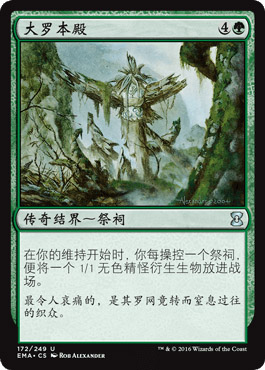 大罗本殿 4
传奇结界～祭祠
在你的维持开始时，你每操控一个祭祠，
便将一个 1/1 无色精怪衍生生物放进战
场。
最令人哀痛的，是其罗网竟转而窒息过往
的织众。
172/249 U
EMA • CS ROB ALEXANDER
™ & © 2016 Wizards of the Coast